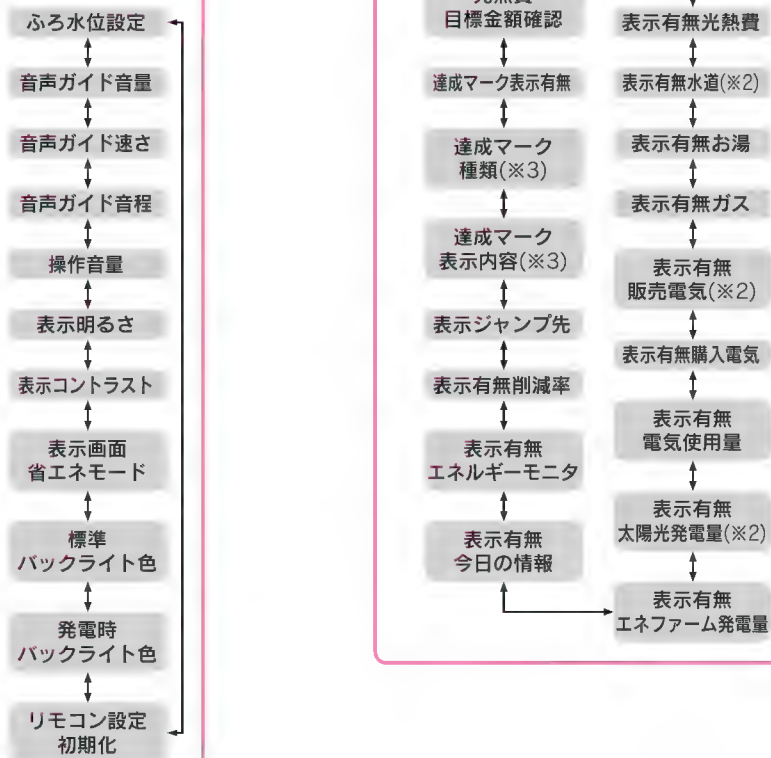 ふろ水位設定
音声ガイド音量
音声ガイド速さ
音声ガイド音程
操作音量
表示明るさ
表示コントラスト
表示画面
省エネモード
標準
バックライト色
発電時
バックライト色
リモコン設定
初期化
目標金額確認
達成マーク表示有無
達成マーク
種類(※3)
達成マーク
表示内容(※3)
表示ジャンプ先
表示有無削減率
表示有無
エネルギーモニタ
表示有無
今日の情報
表示有無光熱費
表示有無水道(※2)
表示有無お湯
表示有無ガス
表示有無
販売電気(※2)
表示有無購入電気
表示有無
電気使用量
表示有無
太陽光発電量(※2)
表示有無
エネファーム発電量